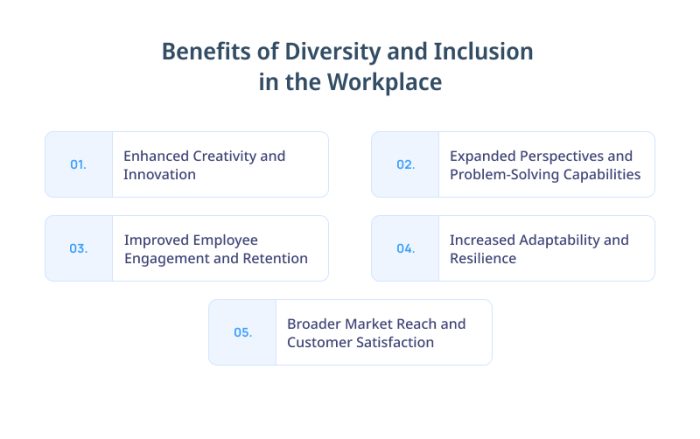 Benefits of Diversity and Inclusion
in the Workplace
01.
Enhanced Creativity and
Innovation
02.
Expanded Perspectives and
Problem-Solving Capabilities
03.
Improved Employee
Engagement and Retention
04.
Increased Adaptability and
Resilience
05.
Broader Market Reach and
Customer Satisfaction